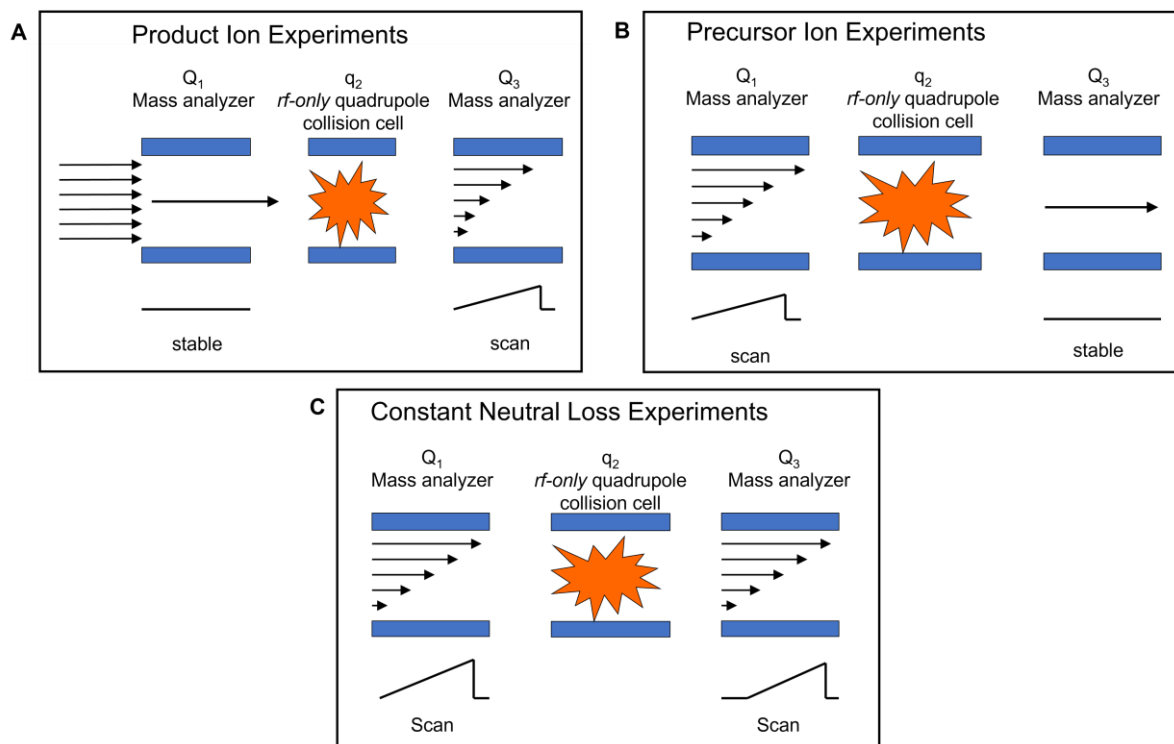 A
Product Ion Experiments
Q1
Mass analyzer
q2
rf-only quadrupole
collision cell
Q3
Mass analyzer
stable
scan
B
Precursor Ion Experiments
Q1
Mass analyzer
q2
rf-only quadrupole
collision cell
Q3
Mass analyzer
scan
stable
C
Constant Neutral Loss Experiments
Q1
Mass analyzer
q2
rf-only quadrupole
collision cell
Q3
Mass analyzer
Scan
Scan